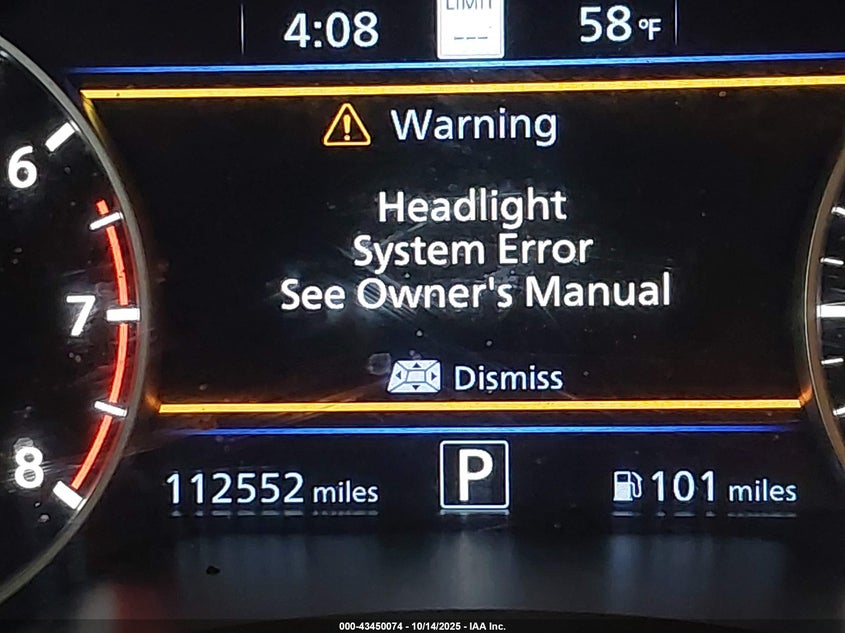 4:08
LIMIT
---
58°F
Warning
6
Headlight
System Error
See Owner's Manual
7
Dismiss
8
112552 miles
P
101 miles
000-43450074 - 10/14/2025 - IAA Inc.